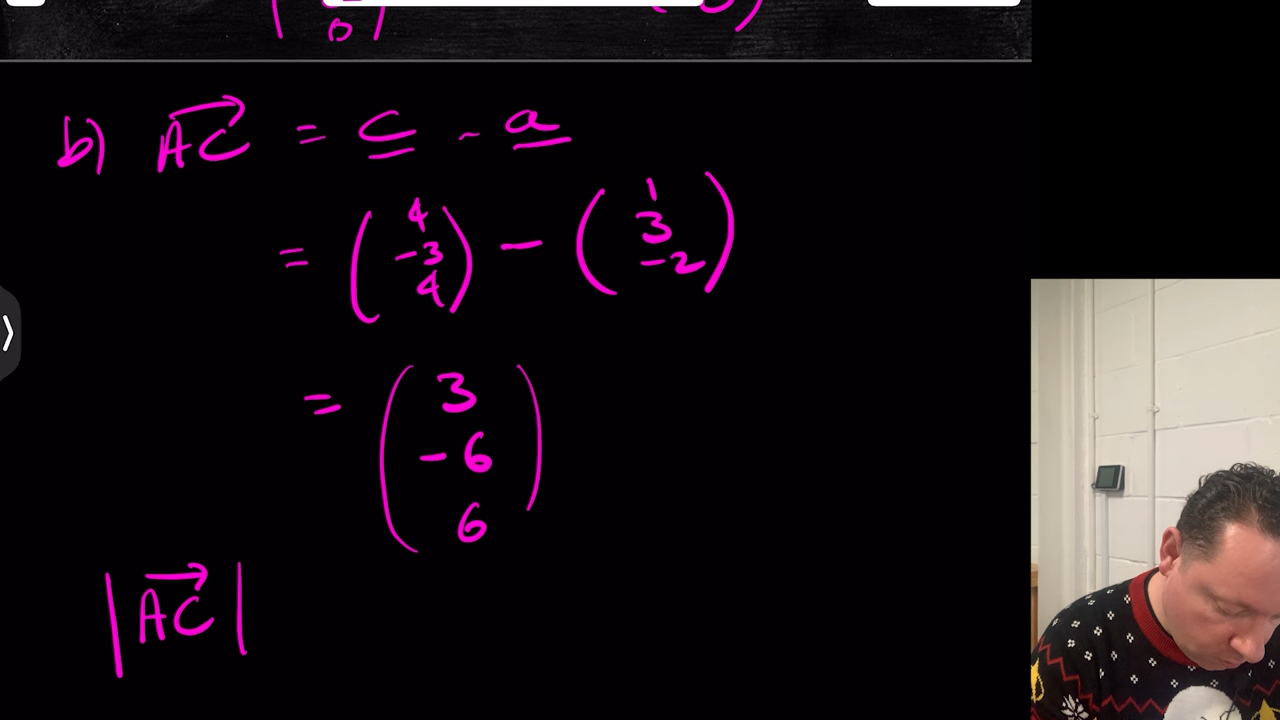 b) AC = c - a
= ( 4 -3 4 ) - ( 1 3 -2 )
= ( 3 -6 6 )
|AC|